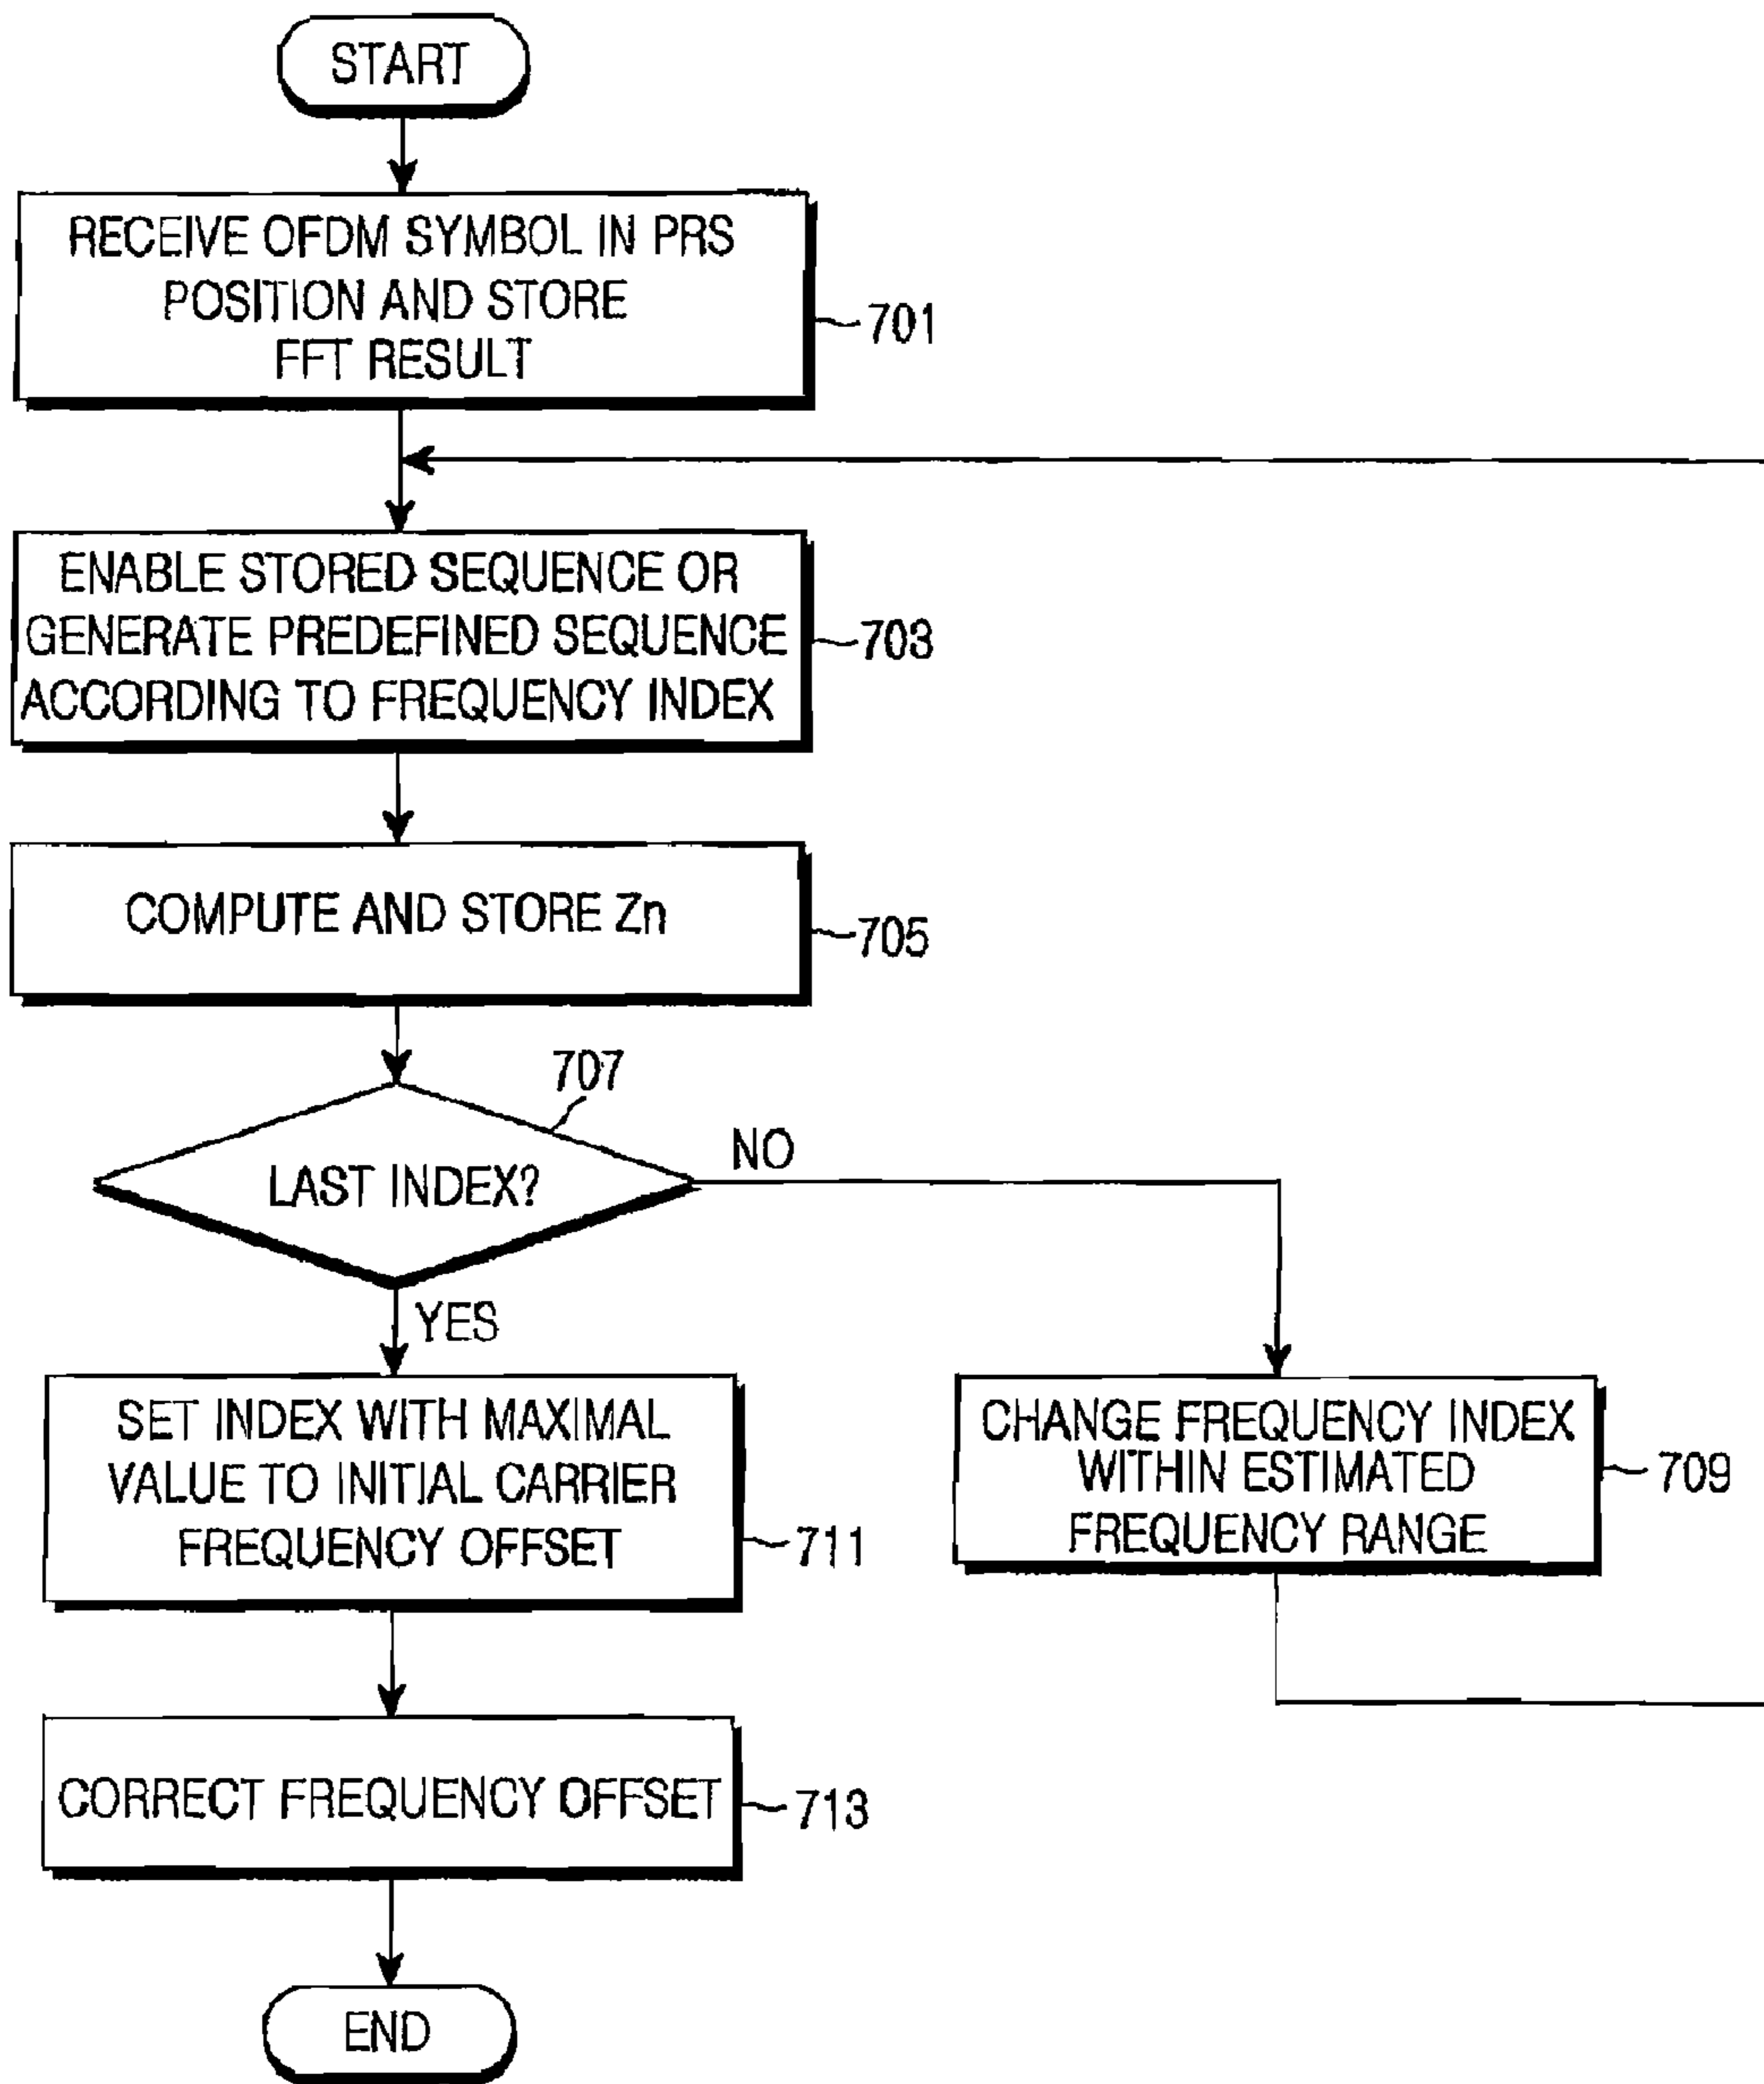 START
RECEIVE OFDM SYMBOL IN PRS
POSITION AND STORE
FFT RESULT
701
ENABLE STORED SEQUENCE OR
GENERATE PREDEFINED SEQUENCE
ACCORDING TO FREQUENCY INDEX
703
COMPUTE AND STORE Zn
705
707
LAST INDEX?
NO
YES
SET INDEX WITH MAXIMAL
VALUE TO INITIAL CARRIER
FREQUENCY OFFSET
711
CHANGE FREQUENCY INDEX
WITHIN ESTIMATED
FREQUENCY RANGE
709
CORRECT FREQUENCY OFFSET
713
END